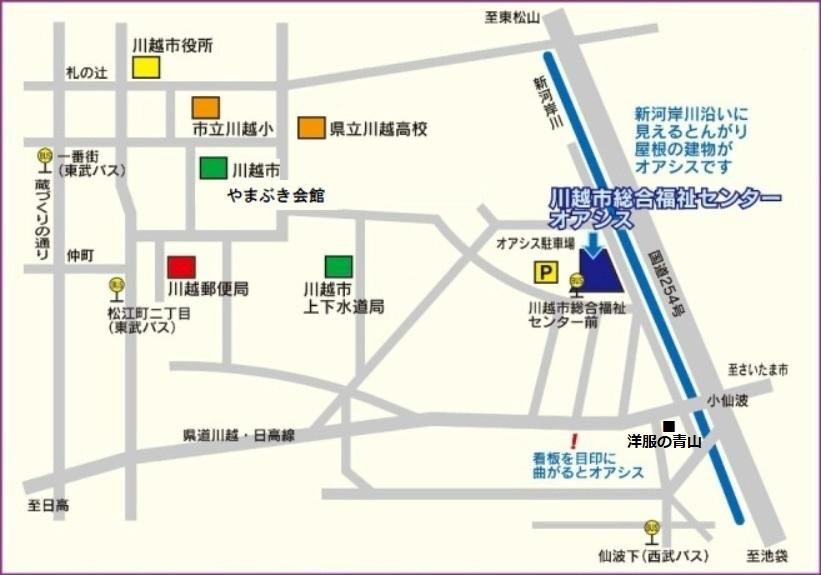 至東松山
川越市役所
札の辻
新河岸川
市立川越小
県立川越高校
新河岸川沿いに
見えるとんがり
屋根の建物が
オアシスです
BUS
一番街
(東武バス)
川越市
やまぶき会館
蔵づくりの通り
川越市総合福祉センター
オアシス
仲町
オアシス駐車場
国道254号
P
BUS
川越郵便局
BUS
松江町二丁目
(東武バス)
川越市
上下水道局
川越市総合福祉
センター前
至さいたま市
小仙波
県道川越・日高線
洋服の青山
!
看板を目印に
曲がるとオアシス
至日高
BUS
仙波下(西武バス)
至池袋